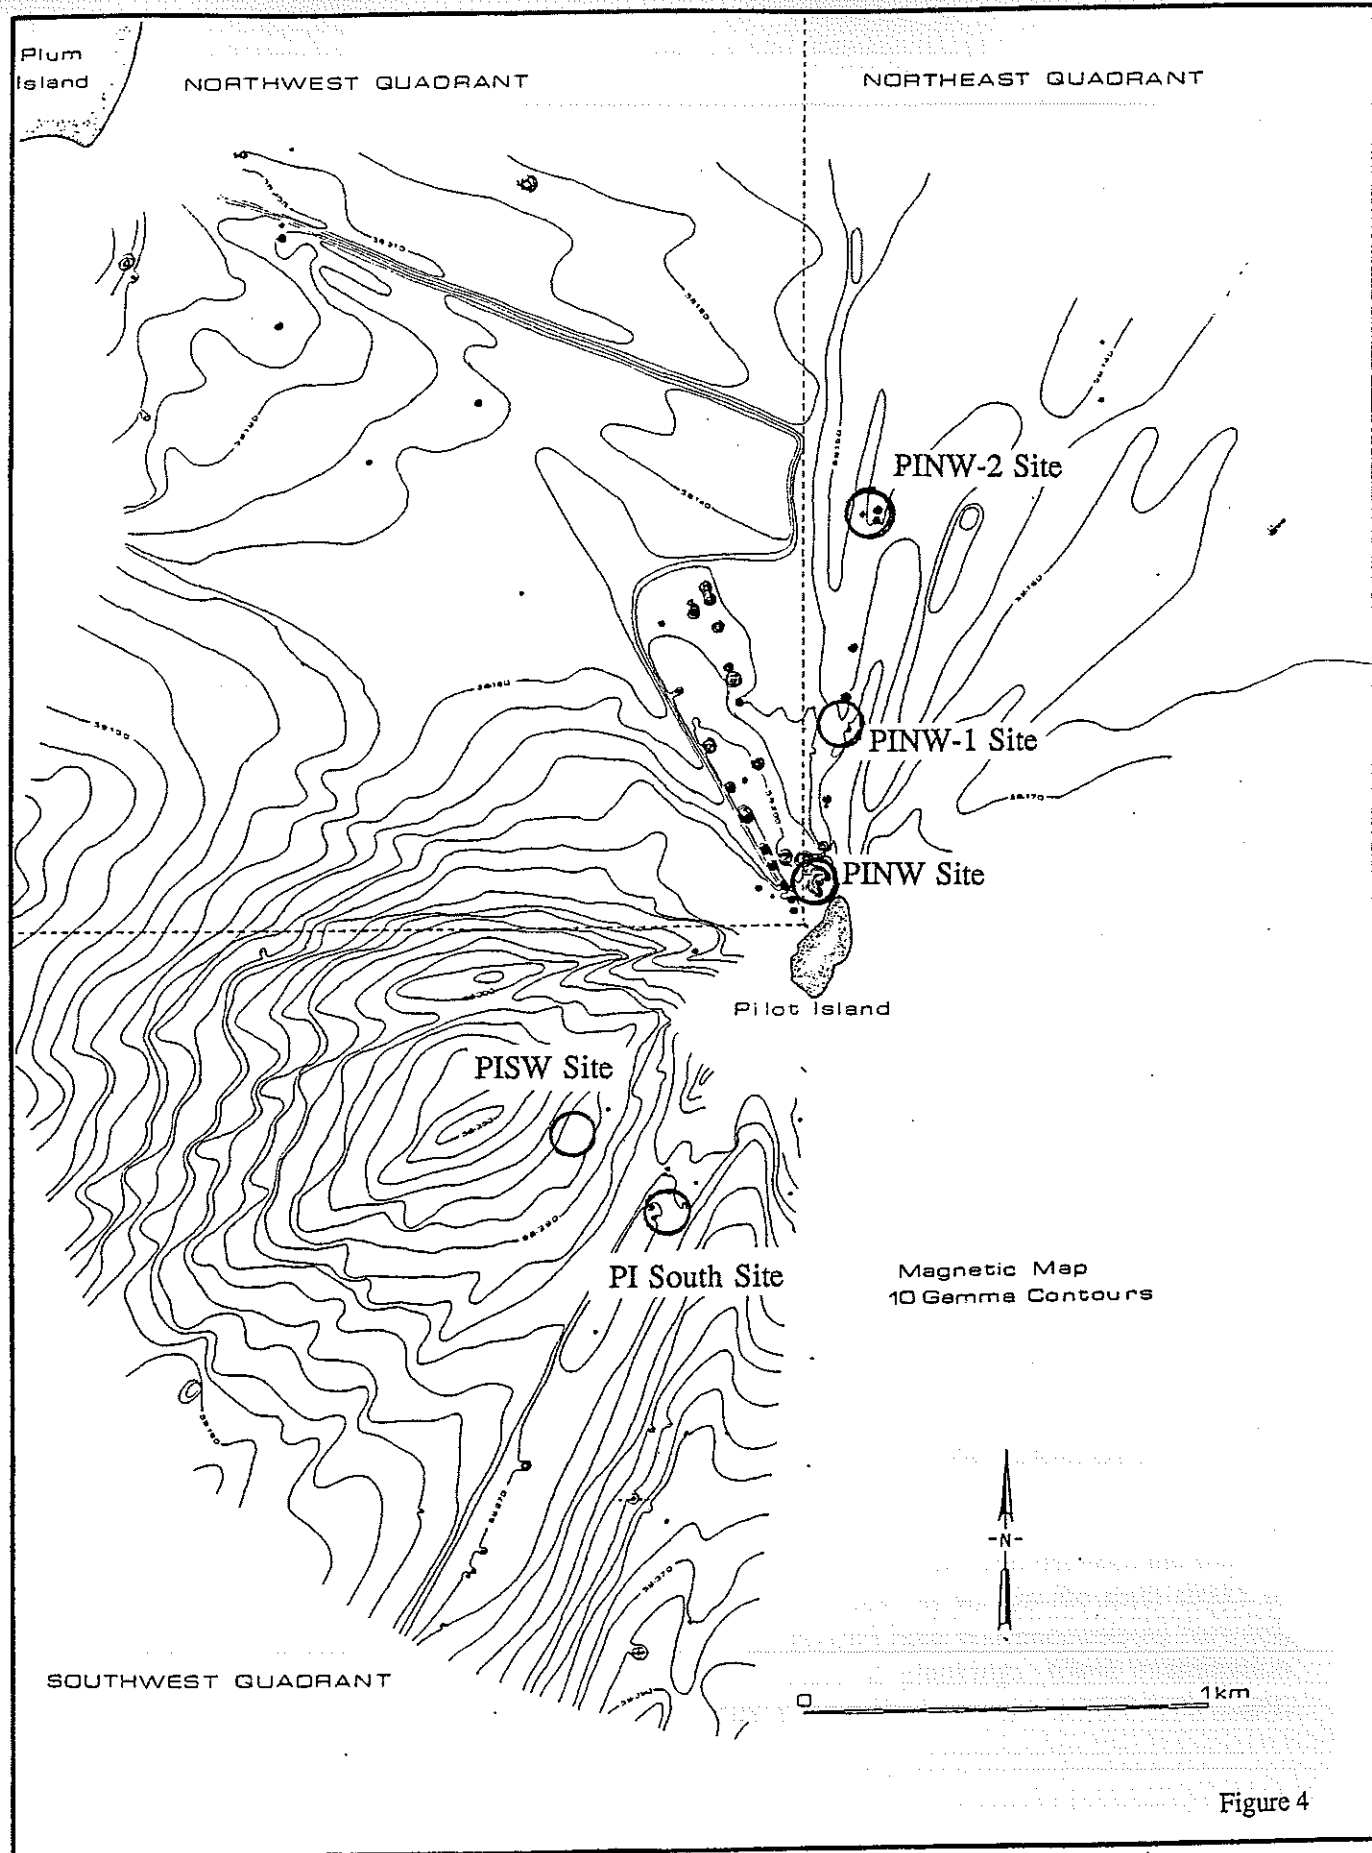 Plum
Island
NORTHWEST QUADRANT
NORTHEAST QUADRANT
PINW-2 Site
PINW-1 Site
PINW Site
Pilot Island
PISW Site
PI South Site
Magnetic Map
10 Gamma Contours
-N-
SOUTHWEST QUADRANT
0
1km
Figure 4